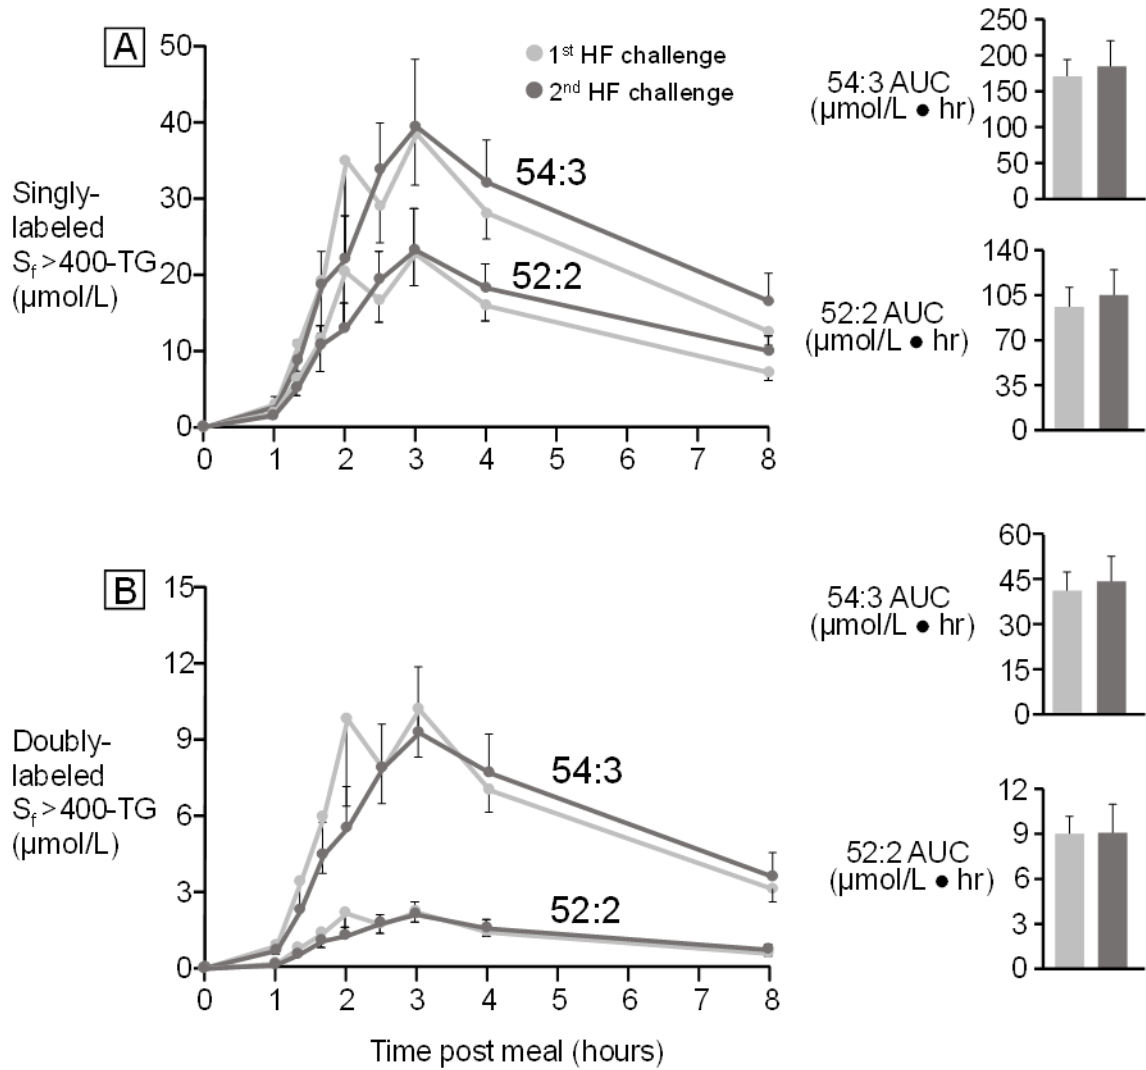 A
50
40
30
20
10
0
Singly-
labeled
Sf>400-TG
(µmol/L)
1st HF challenge
2nd HF challenge
54:3
52:2
0 1 2 3 4 5 6 7 8
54:3 AUC
(µmol/L • hr)
250
200
150
100
50
0
52:2 AUC
(µmol/L • hr)
140
105
70
35
0
B
15
12
9
6
3
0
Doubly-
labeled
Sf>400-TG
(µmol/L)
54:3
52:2
0 1 2 3 4 5 6 7 8
Time post meal (hours)
54:3 AUC
(µmol/L • hr)
60
45
30
15
0
52:2 AUC
(µmol/L • hr)
12
9
6
3
0